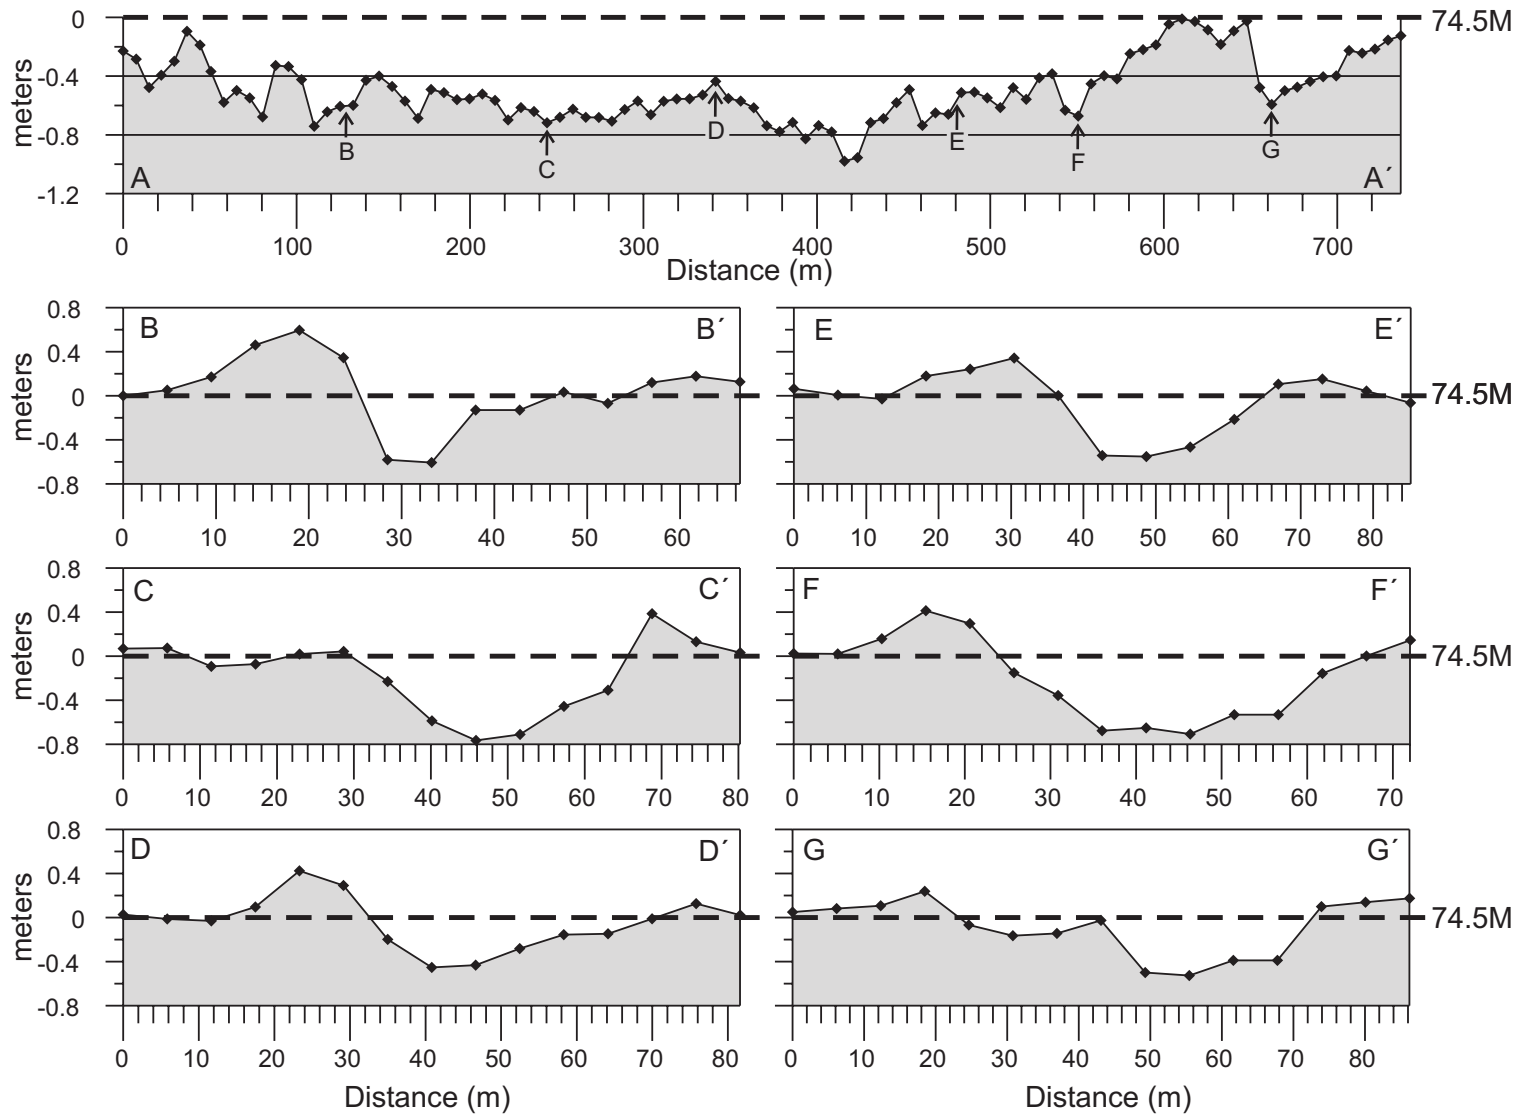 0
74.5M
-0.4
meters
-0.8
B
C
D
E
F
G
A
A´
-1.2
0 100 200 300 400 500 600 700
Distance (m)
0.8
B
B´
0.4
meters
0
-0.4
-0.8
0 10 20 30 40 50 60
E
E´
74.5M
0 10 20 30 40 50 60 70 80
0.8
C
C´
0.4
meters
0
-0.4
-0.8
0 10 20 30 40 50 60 70 80
F
F´
74.5M
0 10 20 30 40 50 60 70
0.8
D
D´
0.4
meters
0
-0.4
-0.8
0 10 20 30 40 50 60 70 80
Distance (m)
G
G´
74.5M
0 10 20 30 40 50 60 70 80
Distance (m)